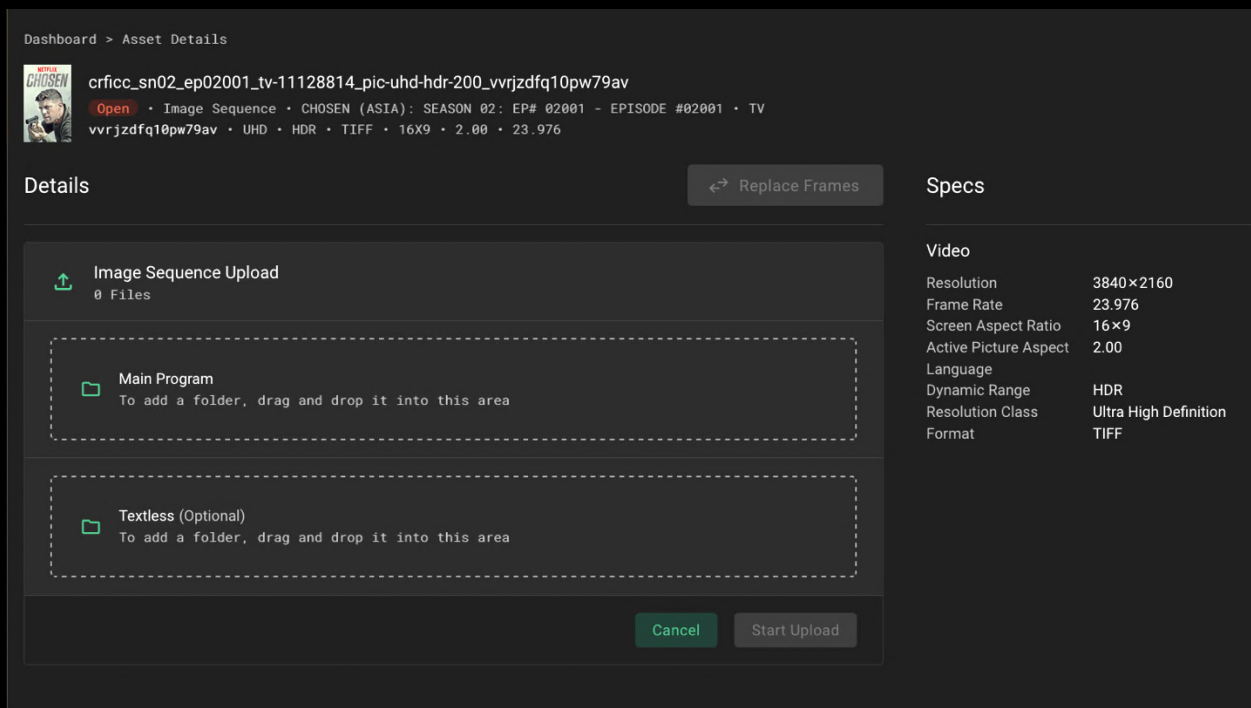 Dashboard > Asset Details
NETFLIX
CHOSEN
crficc_sn02_ep02001_tv-11128814_pic-uhd-hdr-200_vvrjzdfq10pw79av
Open • Image Sequence • CHOSEN (ASIA): SEASON 02: EP# 02001 - EPISODE #02001 • TV
vvrjzdfq10pw79av • UHD • HDR • TIFF • 16X9 • 2.00 • 23.976
Details
Replace Frames
Image Sequence Upload
0 Files
Main Program
To add a folder, drag and drop it into this area
Textless (Optional)
To add a folder, drag and drop it into this area
Cancel
Start Upload
Specs
Video
Resolution 3840×2160
Frame Rate 23.976
Screen Aspect Ratio 16×9
Active Picture Aspect 2.00
Language
Dynamic Range HDR
Resolution Class Ultra High Definition
Format TIFF